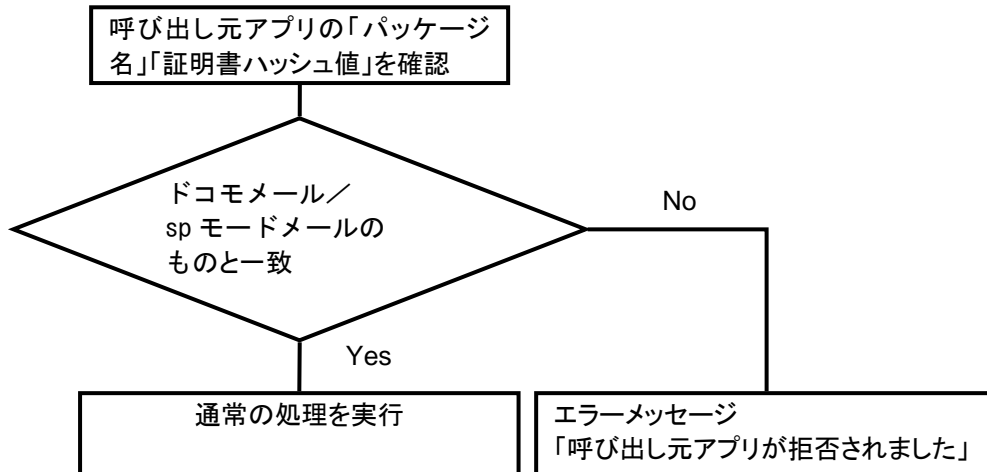 呼び出し元アプリの「パッケージ
名」「証明書ハッシュ値」を確認
ドコモメール／
sp モードメールの
ものと一致
No
Yes
通常の処理を実行
エラーメッセージ
「呼び出し元アプリが拒否されました」